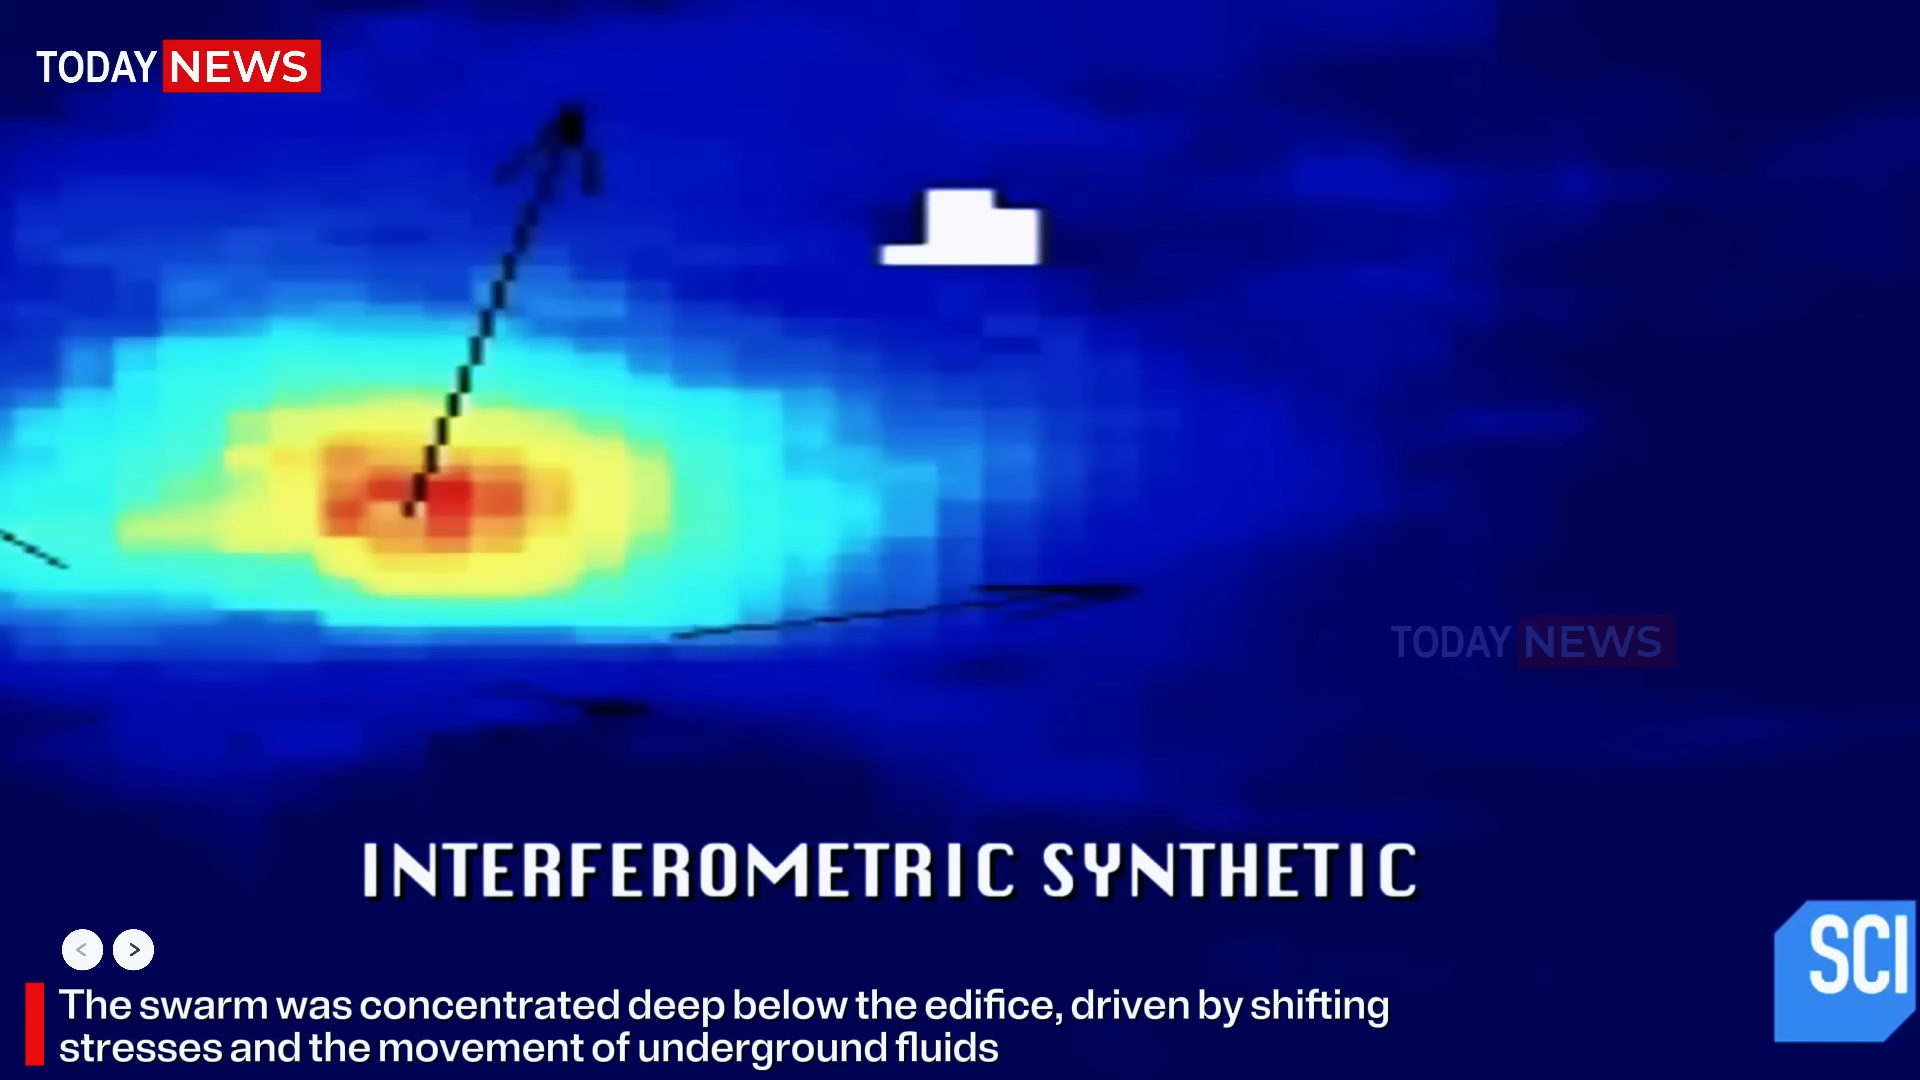 TODAY NEWS
TODAY NEWS
INTERFEROMETRIC SYNTHETIC
SCI
The swarm was concentrated deep below the edifice, driven by shifting
stresses and the movement of underground fluids